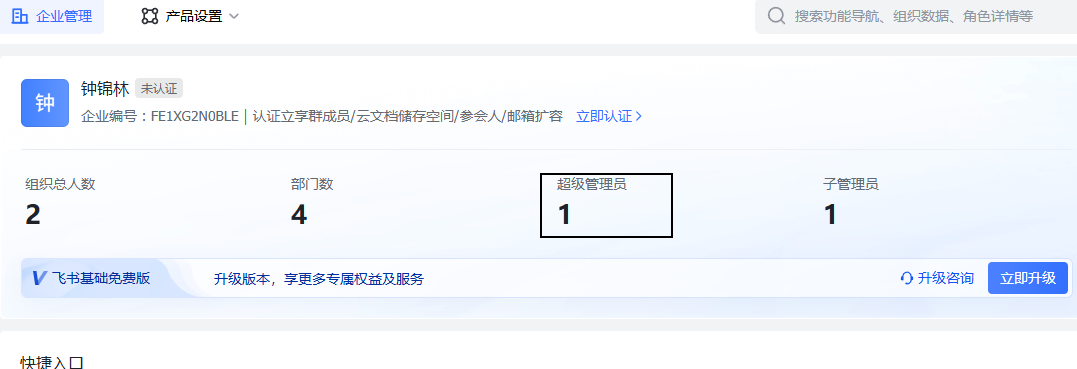 企业管理 产品设置 搜索功能导航、组织数据、角色详情等
钟 钟锦林 未认证
企业编号：FE1XG2N0BLE | 认证立享群成员/云文档储存空间/参会人/邮箱扩容 立即认证
组织总人数 部门数 超级管理员 子管理员
2 4 1 1
飞书基础免费版 升级版本，享更多专属权益及服务 升级咨询 立即升级
快捷入口